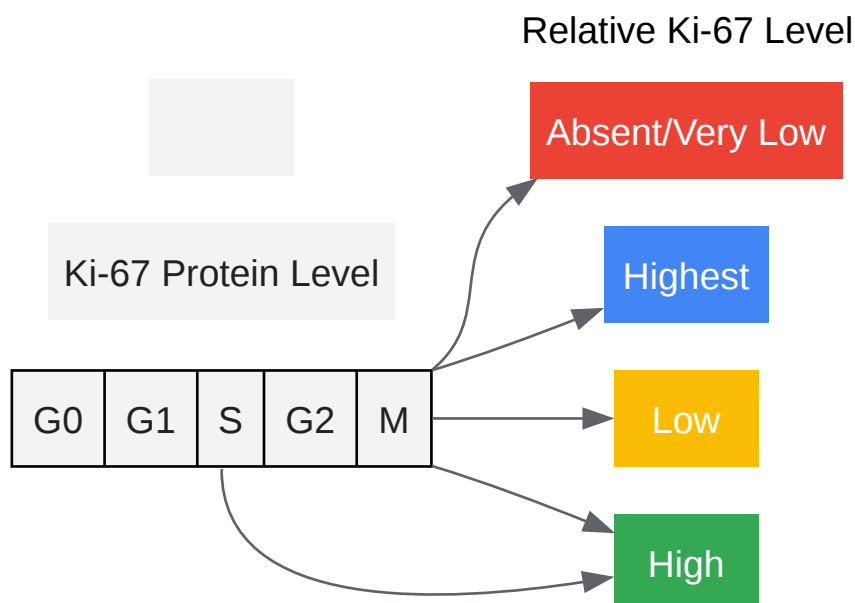 Relative Ki-67 Level
Absent/Very Low
Ki-67 Protein Level
Highest
G0 G1 S G2 M
Low
High